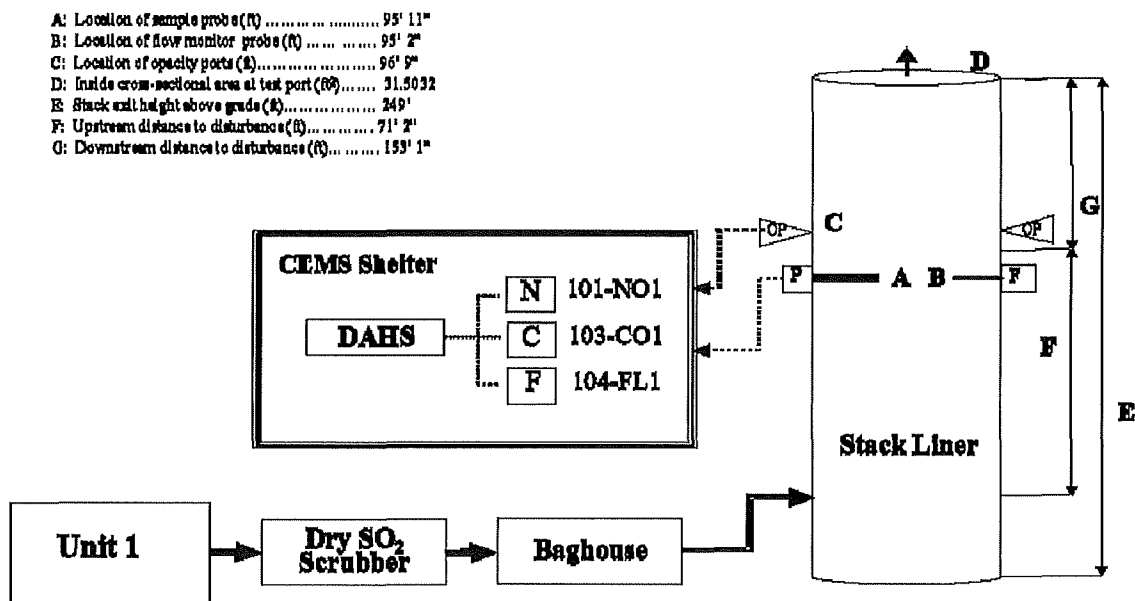 A: Location of sample probe (ft) ........................ 95' 11"
B: Location of flow monitor probe (ft) ............... 95' 2"
C: Location of opacity ports (ft)....................... 96' 9"
D: Inside cross-sectional area at test port (ft²)...... 31.5032
E: Stack exit height above grade (ft)................... 249'
F: Upstream distance to disturbance (ft)............. 71' 2"
G: Downstream distance to disturbance (ft)......... 153' 1"
D
G
OP C OP
CEMS Shelter
P A B F
N 101-NO1
DAHS C 103-CO1
F
F 104-FL1
E
Stack Liner
Unit 1
Dry SO₂
Scrubber
Baghouse